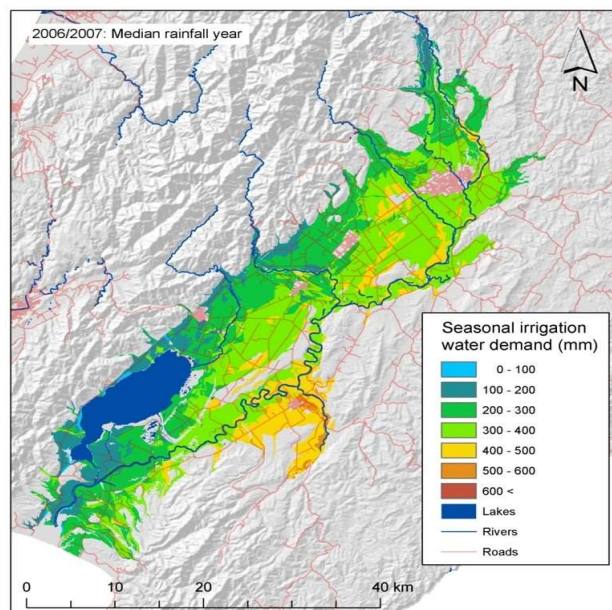 2006/2007: Median rainfall year
N
Seasonal irrigation
water demand (mm)
0 - 100
100 - 200
200 - 300
300 - 400
400 - 500
500 - 600
600 <
Lakes
Rivers
Roads
0 10 20 40 km